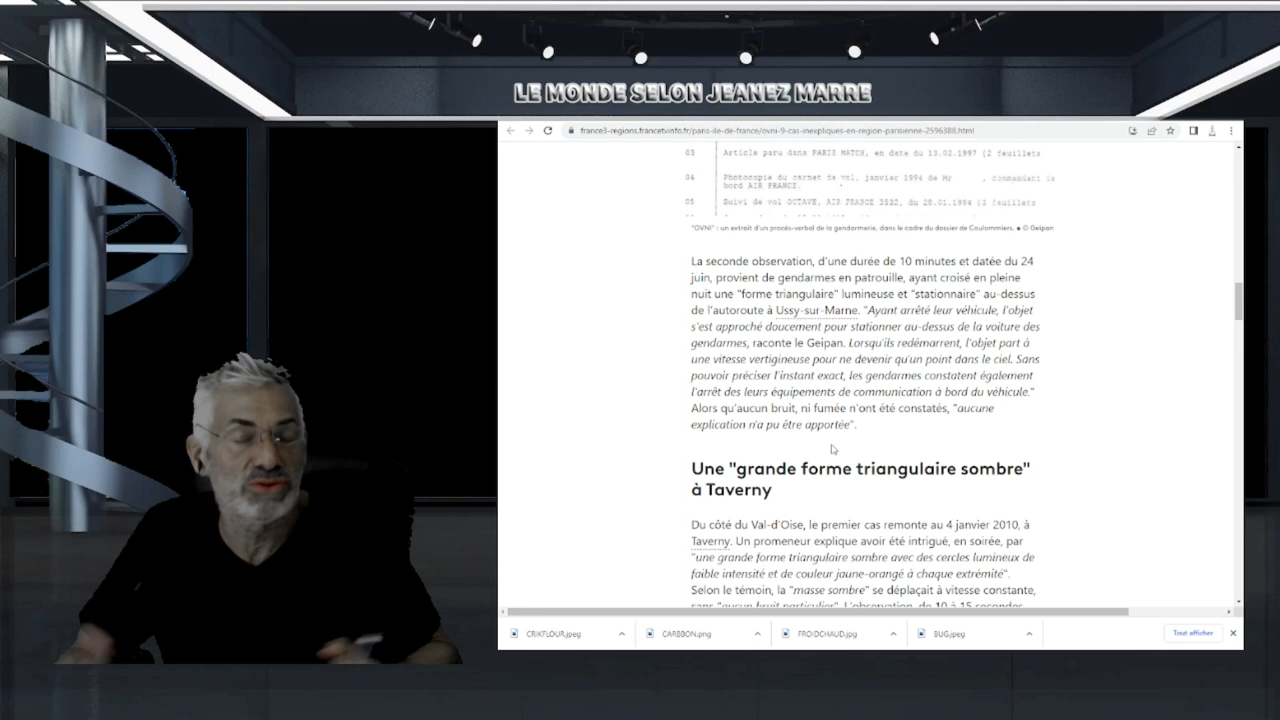 LE MONDE SELON JEANEZ MARRE
france3-regions.francetvinfo.fr/paris-ile-de-france/ovni-9-cas-inexpliques-en-region-parisienne-2596388.html
03 Article paru dans PARIS MATCH, en date du 13.02.1997 (2 feuillets
04 Photocopie du carnet de vol, janvier 1994 de Mr , commandant de
bord AIR FRANCE.
05 Suivi de vol OCTAVE, AIR FRANCE 3532, du 28.01.1994 (3 feuillets
"OVNI" : un extrait d'un procès-verbal de la gendarmerie, dans le cadre du dossier de Coulommiers. • © Geipan
La seconde observation, d'une durée de 10 minutes et datée du 24
juin, provient de gendarmes en patrouille, ayant croisé en pleine
nuit une "forme triangulaire" lumineuse et "stationnaire" au-dessus
de l'autoroute à Ussy-sur-Marne. "Ayant arrêté leur véhicule, l'objet
s'est approché doucement pour stationner au-dessus de la voiture des
gendarmes, raconte le Geipan. Lorsqu'ils redémarrent, l'objet part à
une vitesse vertigineuse pour ne devenir qu'un point dans le ciel. Sans
pouvoir préciser l'instant exact, les gendarmes constatent également
l'arrêt des leurs équipements de communication à bord du véhicule."
Alors qu'aucun bruit, ni fumée n'ont été constatés, "aucune
explication n'a pu être apportée".
Une "grande forme triangulaire sombre"
à Taverny
Du côté du Val-d'Oise, le premier cas remonte au 4 janvier 2010, à
Taverny. Un promeneur explique avoir été intrigué, en soirée, par
"une grande forme triangulaire sombre avec des cercles lumineux de
faible intensité et de couleur jaune-orangé à chaque extrémité".
Selon le témoin, la "masse sombre" se déplaçait à vitesse constante,
sans "aucun bruit particulier". L'observation, de 10 à 15 secondes
CRIKFLOUR.jpeg
CARBBON.png
FROIDCHAUD.jpg
BUG.jpeg
Tout afficher